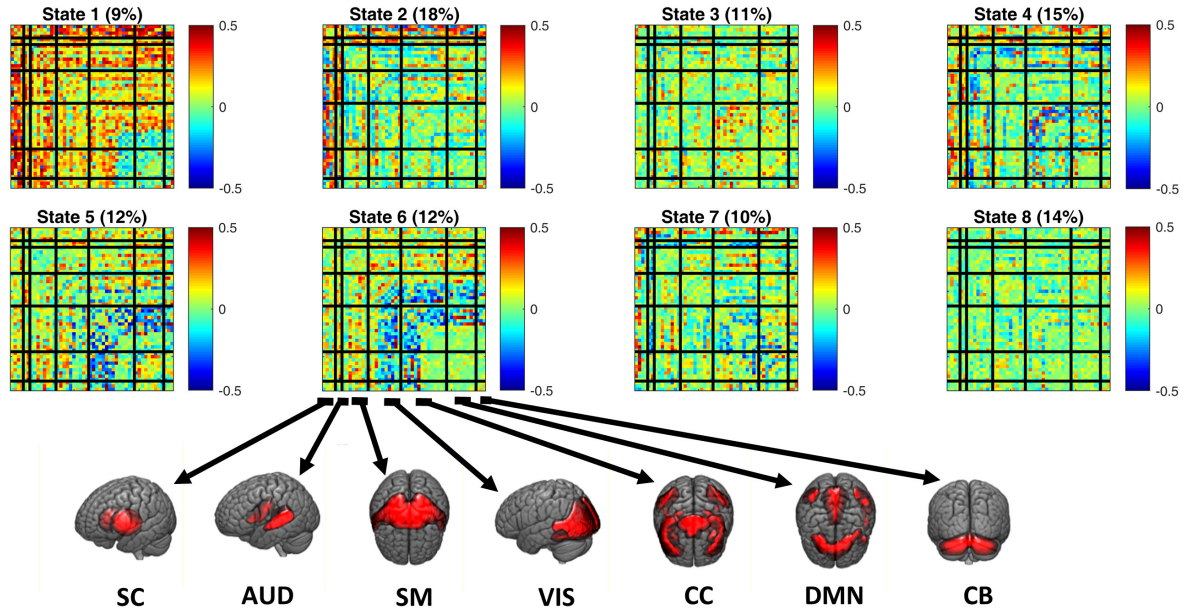 State 1 (9%)
State 2 (18%)
State 3 (11%)
State 4 (15%)
0.5
0.5
0.5
0.5
0
0
0
0
-0.5
-0.5
-0.5
-0.5
State 5 (12%)
State 6 (12%)
State 7 (10%)
State 8 (14%)
0.5
0.5
0.5
0.5
0
0
0
0
-0.5
-0.5
-0.5
-0.5
SC
AUD
SM
VIS
CC
DMN
CB